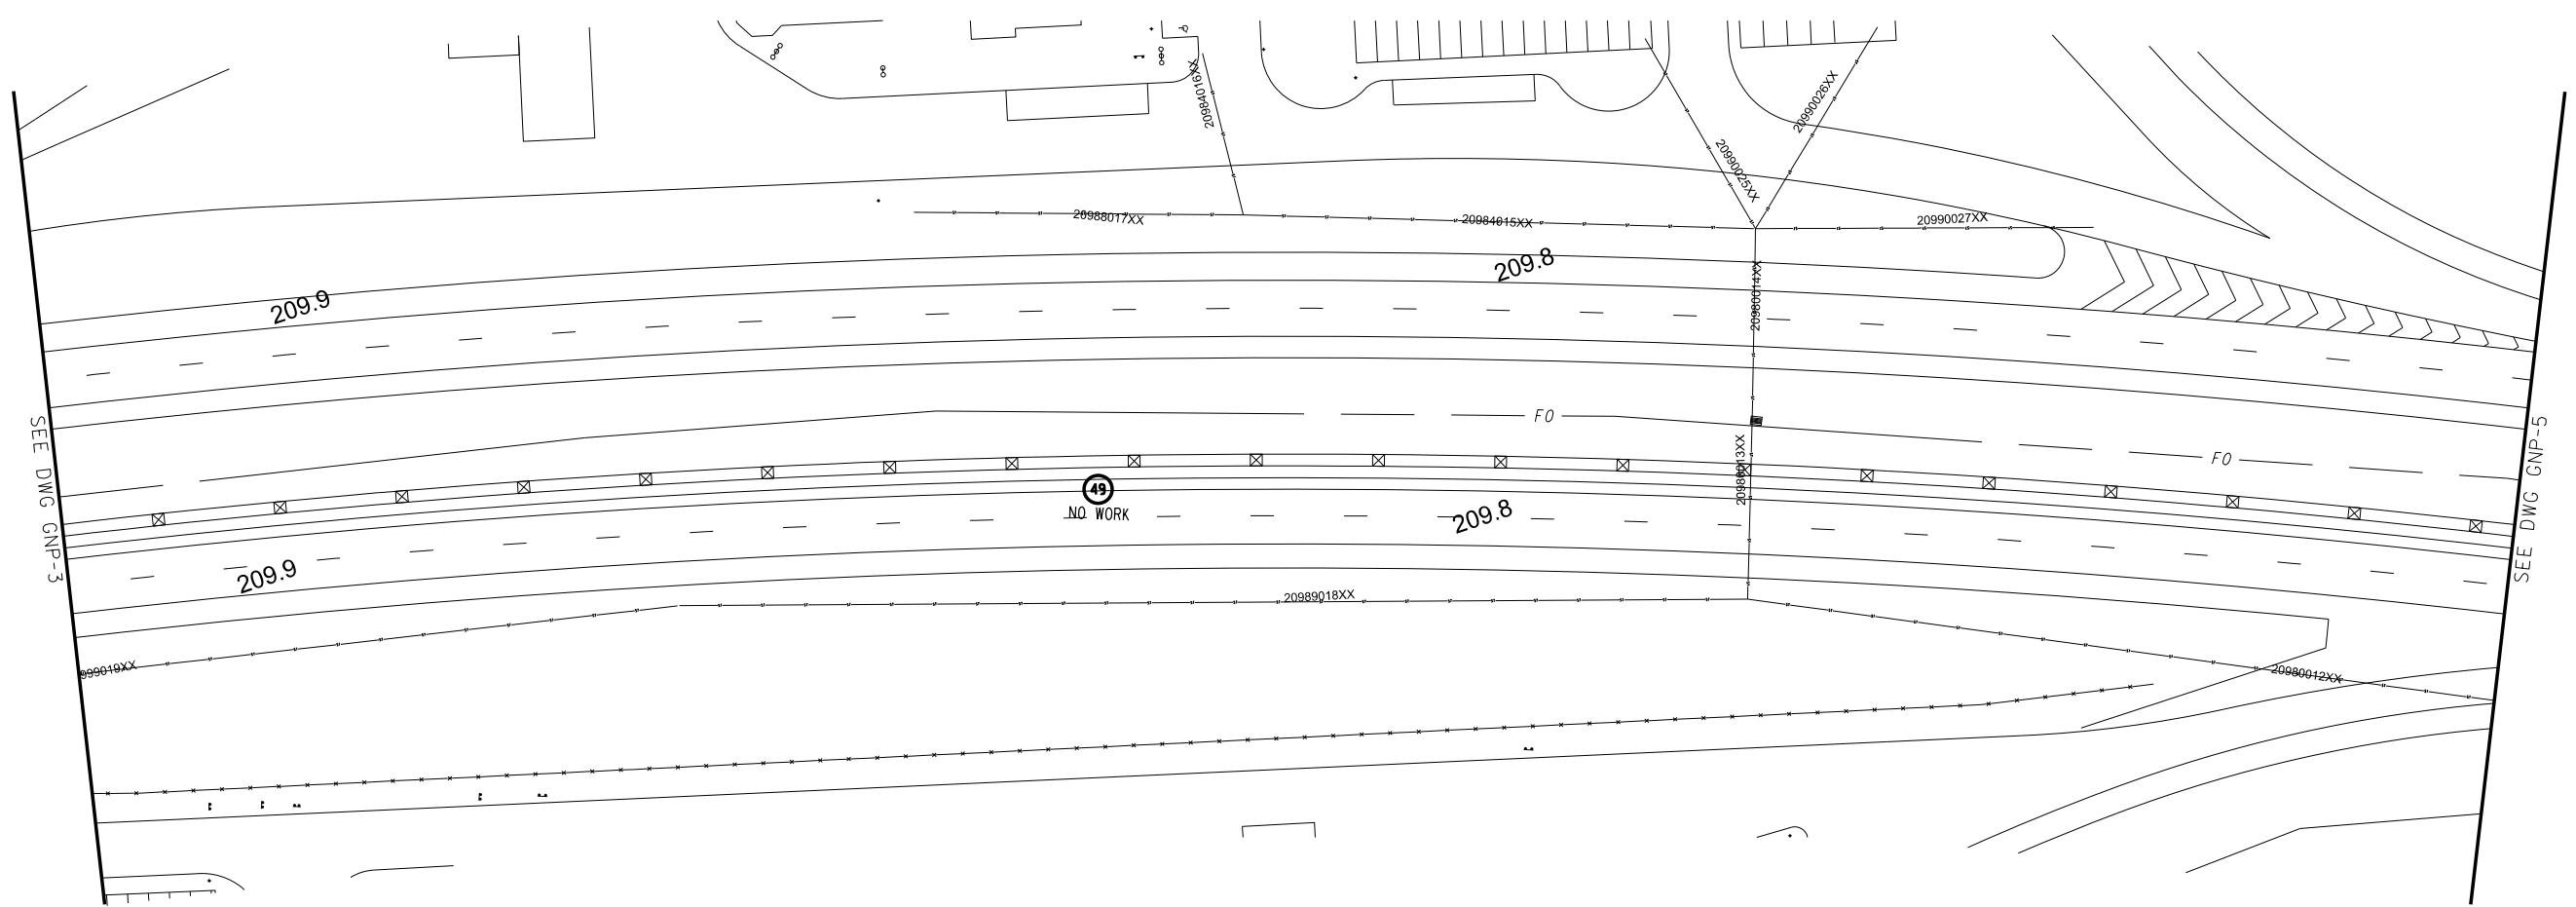 20984016XX
20990025XX
20990026XX
20988017XX
20984015XX
20990027XX
209.9
209.8
20980014XX
SEE DWG GNP-3
FO
FO
SEE DWG GNP-5
20980013XX
49
NO WORK
209.8
209.9
20989018XX
999019XX
20980012XX